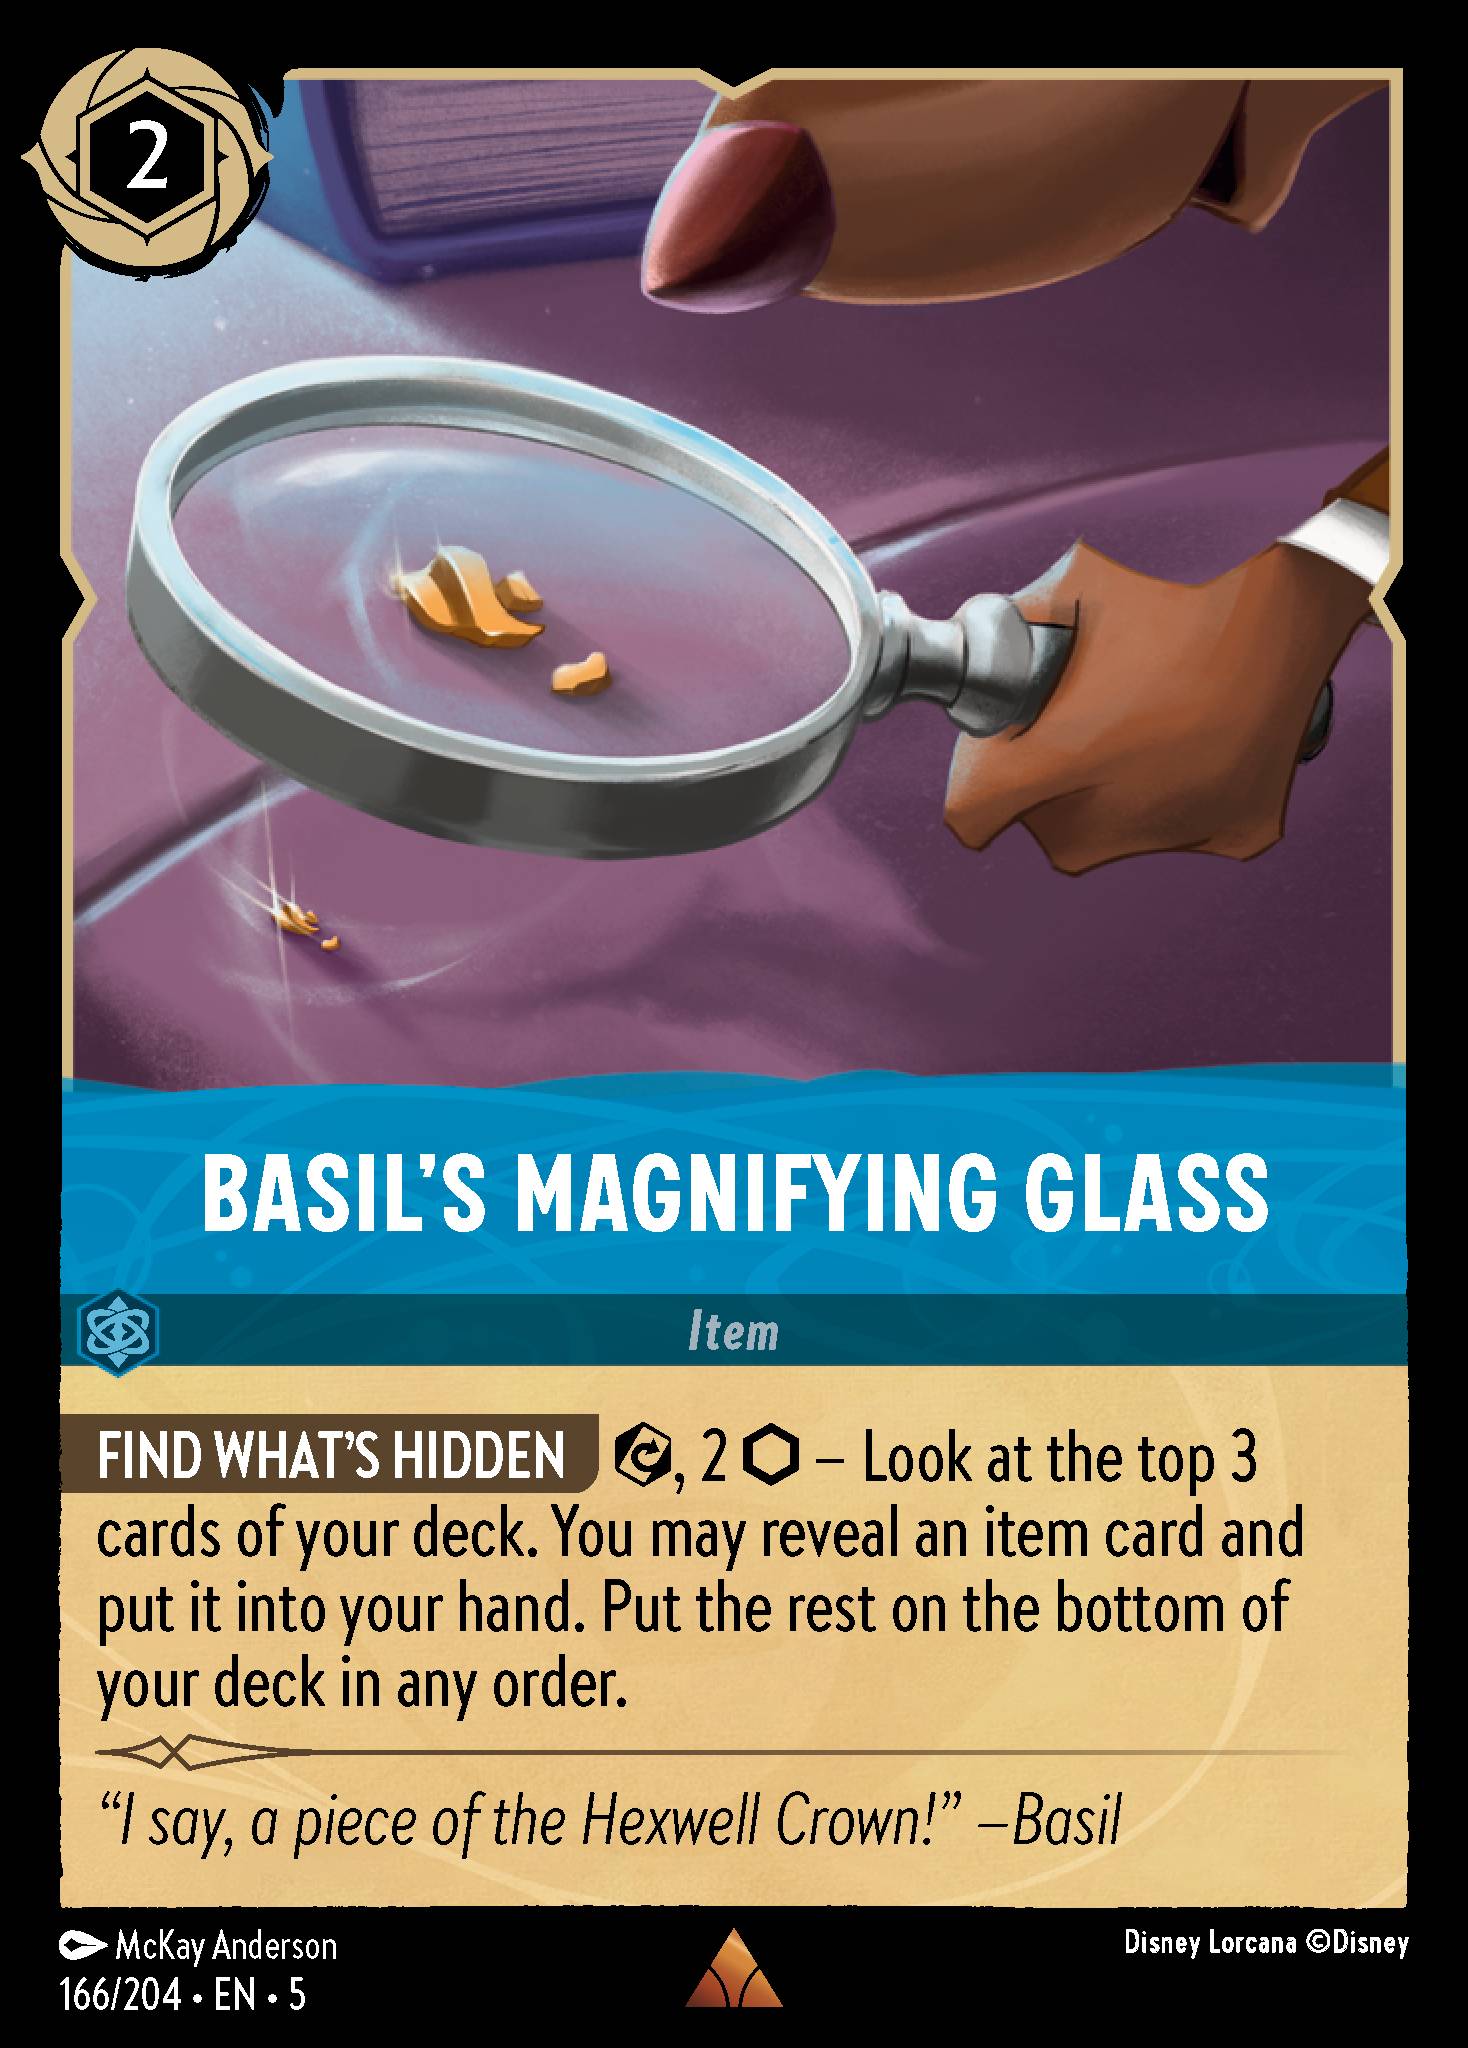 2
BASIL'S MAGNIFYING GLASS
Item
FIND WHAT'S HIDDEN , 2 – Look at the top 3
cards of your deck. You may reveal an item card and
put it into your hand. Put the rest on the bottom of
your deck in any order.
“I say, a piece of the Hexwell Crown!” –Basil
McKay Anderson
Disney Lorcana ©Disney
166/204 • EN • 5